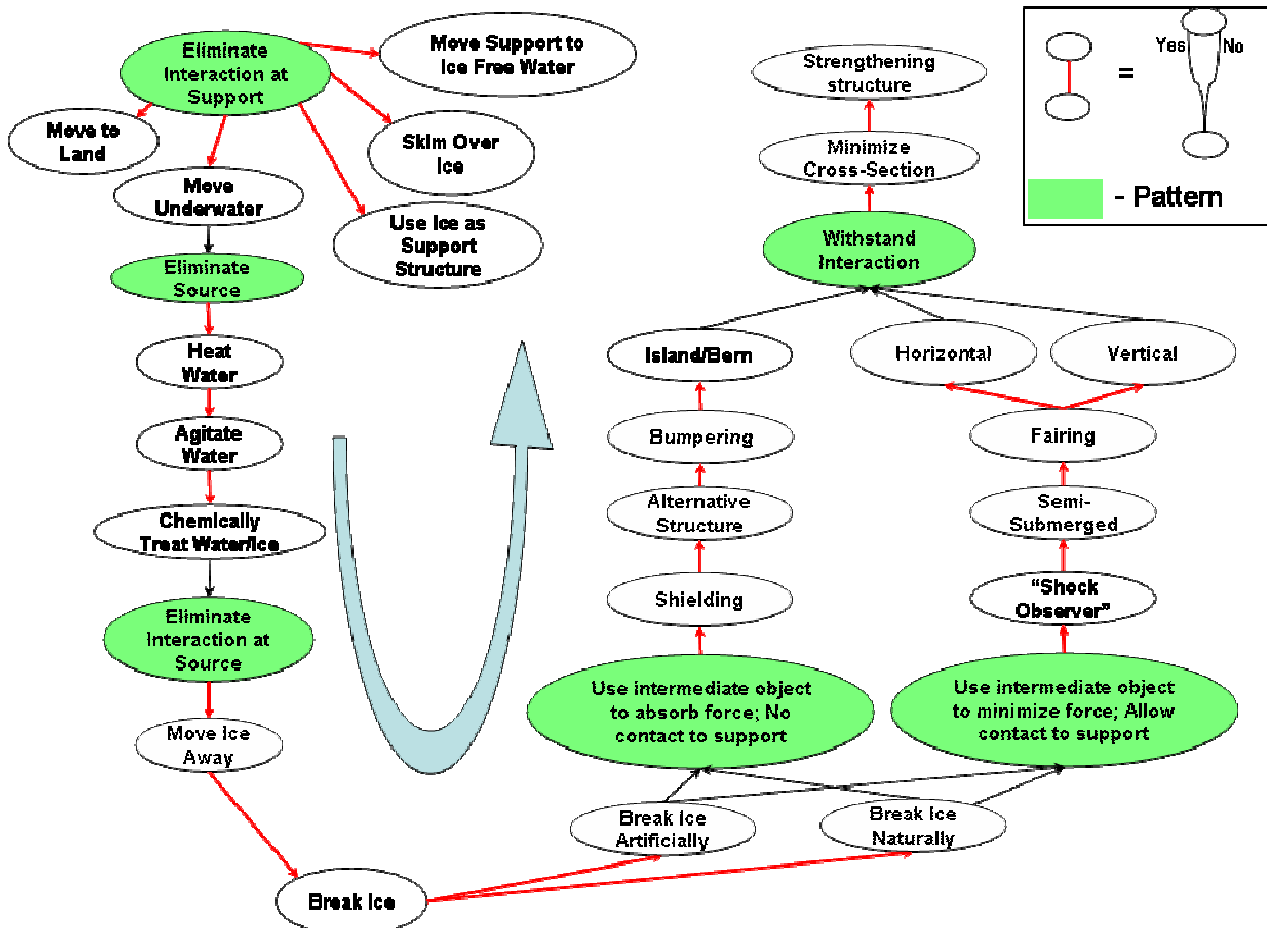 Eliminate
Interaction at
Support
Move Support to
Ice Free Water
Move to
Land
Skim Over
Ice
Move
Underwater
Use Ice as
Support
Structure
Eliminate
Source
Heat
Water
Agitate
Water
Chemically
Treat Water/Ice
Eliminate
Interaction at
Source
Move Ice
Away
Break Ice
Break Ice
Artificially
Break Ice
Naturally
Use intermediate object
to absorb force; No
contact to support
Use intermediate object
to minimize force; Allow
contact to support
Shielding
Alternative
Structure
Bumpering
Island/Bern
“Shock
Observer”
Semi-
Submerged
Fairing
Horizontal
Vertical
Withstand
Interaction
Minimize
Cross-Section
Strengthening
structure
=
Yes
No
- Pattern